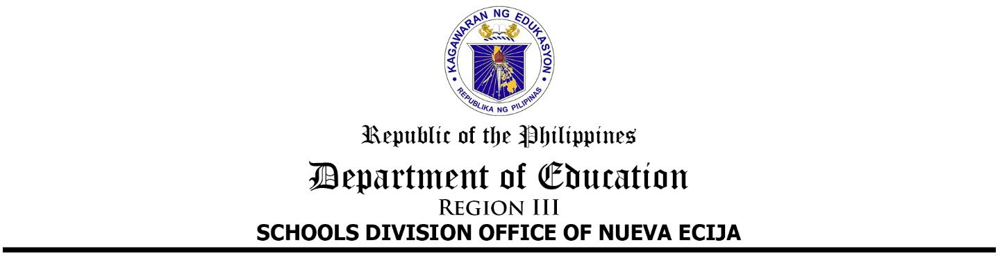 KAGAWARAN NG EDUKASYON
REPUBLIKA NG PILIPINAS
Republic of the Philippines
Department of Education
REGION III
SCHOOLS DIVISION OFFICE OF NUEVA ECIJA